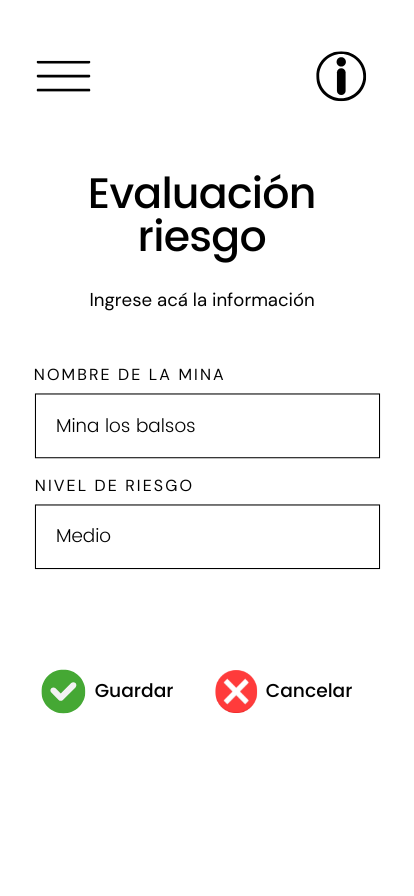 Evaluación
riesgo
Ingrese acá la información
NOMBRE DE LA MINA
Mina los balsos
NIVEL DE RIESGO
Medio
Guardar
Cancelar